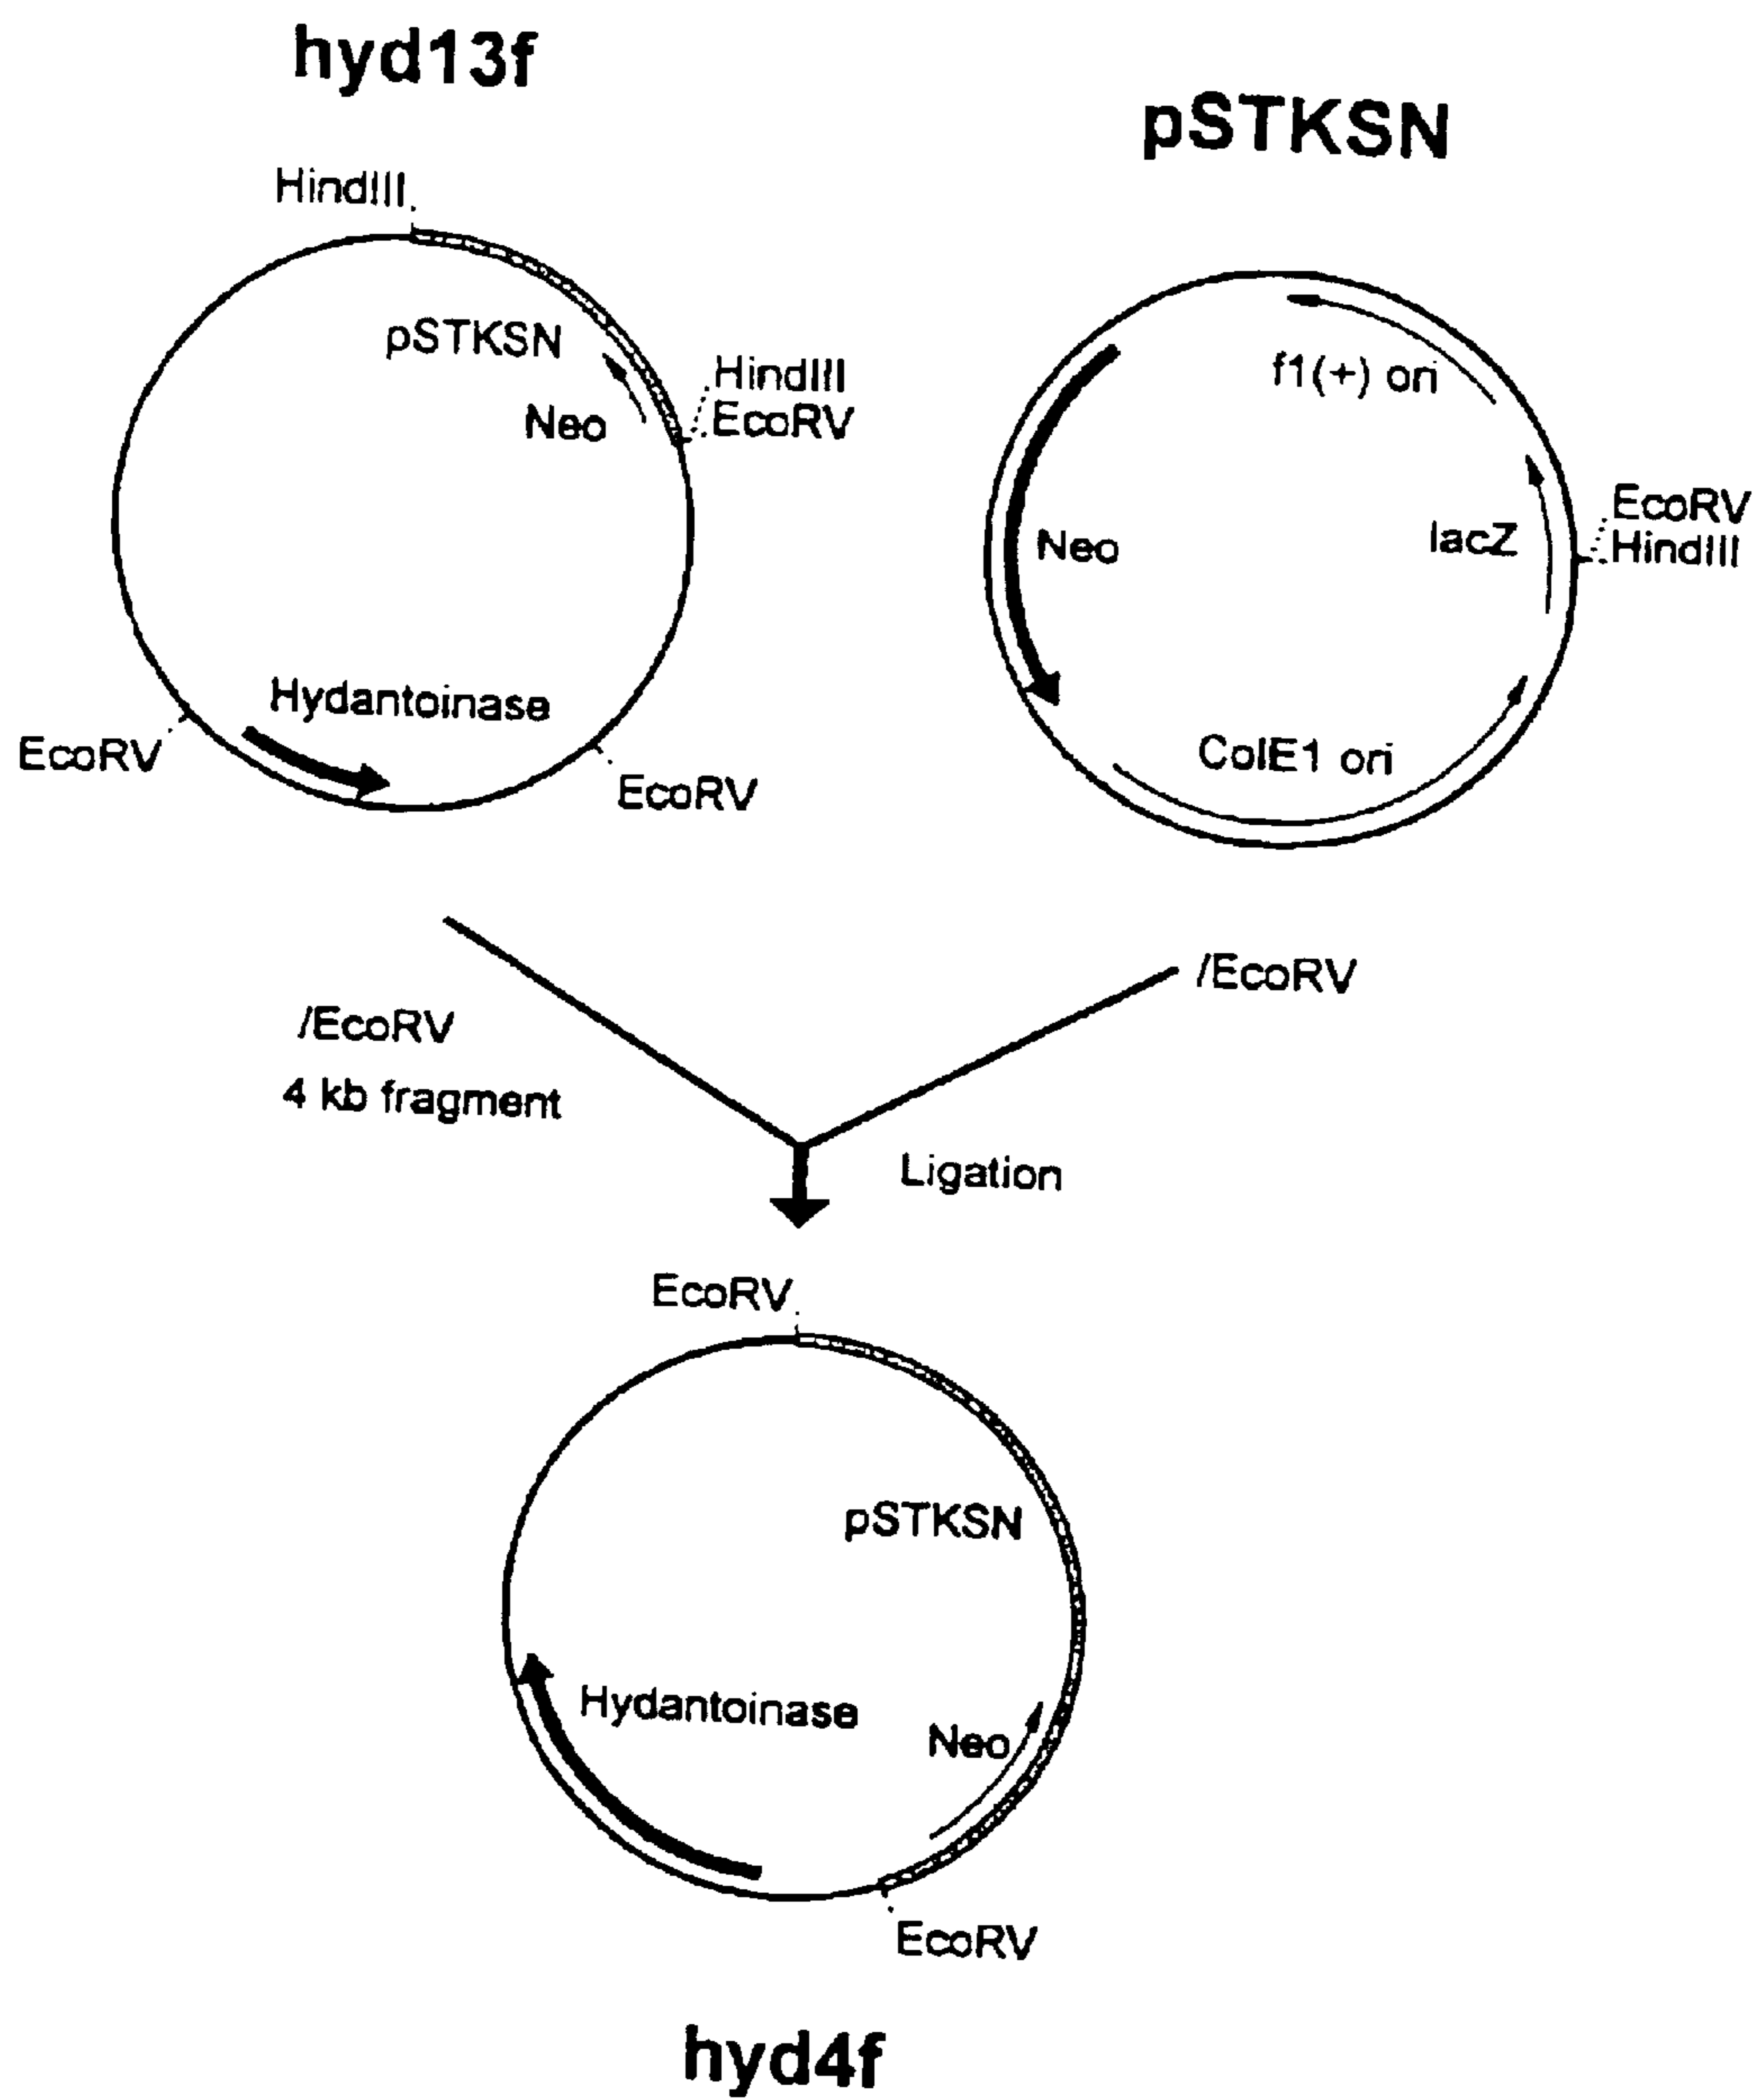 hyd13f
pSTKSN
HindIII
pSTKSN
HindIII
EcoRV
Neo
Hydantoinase
EcoRV
EcoRV
f1(+) ori
Neo
lacZ
EcoRV
HindIII
ColE1 ori
/EcoRV
4 kb fragment
/EcoRV
Ligation
EcoRV
pSTKSN
Hydantoinase
Neo
EcoRV
hyd4f